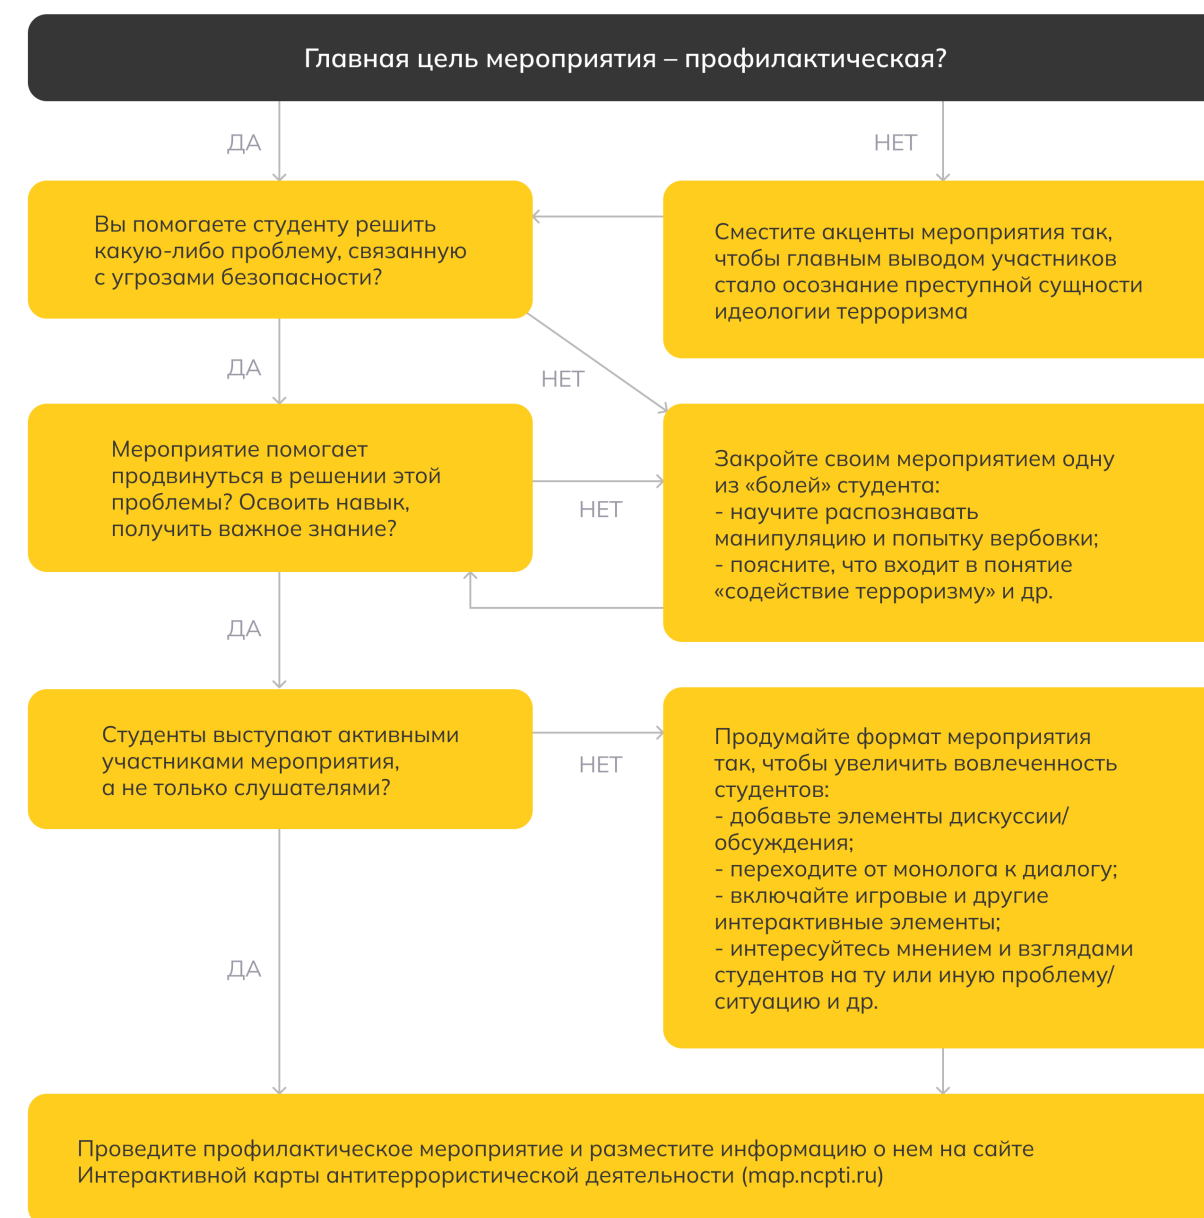 Главная цель мероприятия – профилактическая?
ДА
НЕТ
Вы помогаете студенту решить
какую-либо проблему, связанную
с угрозами безопасности?
Сместите акценты мероприятия так,
чтобы главным выводом участников
стало осознание преступной сущности
идеологии терроризма
ДА
НЕТ
Мероприятие помогает
продвинуться в решении этой
проблемы? Освоить навык,
получить важное знание?
НЕТ
Закройте своим мероприятием одну
из «болей» студента:
- научите распознавать
манипуляцию и попытку вербовки;
- поясните, что входит в понятие
«содействие терроризму» и др.
ДА
Студенты выступают активными
участниками мероприятия,
а не только слушателями?
НЕТ
Продумайте формат мероприятия
так, чтобы увеличить вовлеченность
студентов:
- добавьте элементы дискуссии/
обсуждения;
- переходите от монолога к диалогу;
- включайте игровые и другие
интерактивные элементы;
- интересуйтесь мнением и взглядами
студентов на ту или иную проблему/
ситуацию и др.
ДА
Проведите профилактическое мероприятие и разместите информацию о нем на сайте
Интерактивной карты антитеррористической деятельности (map.ncpti.ru)